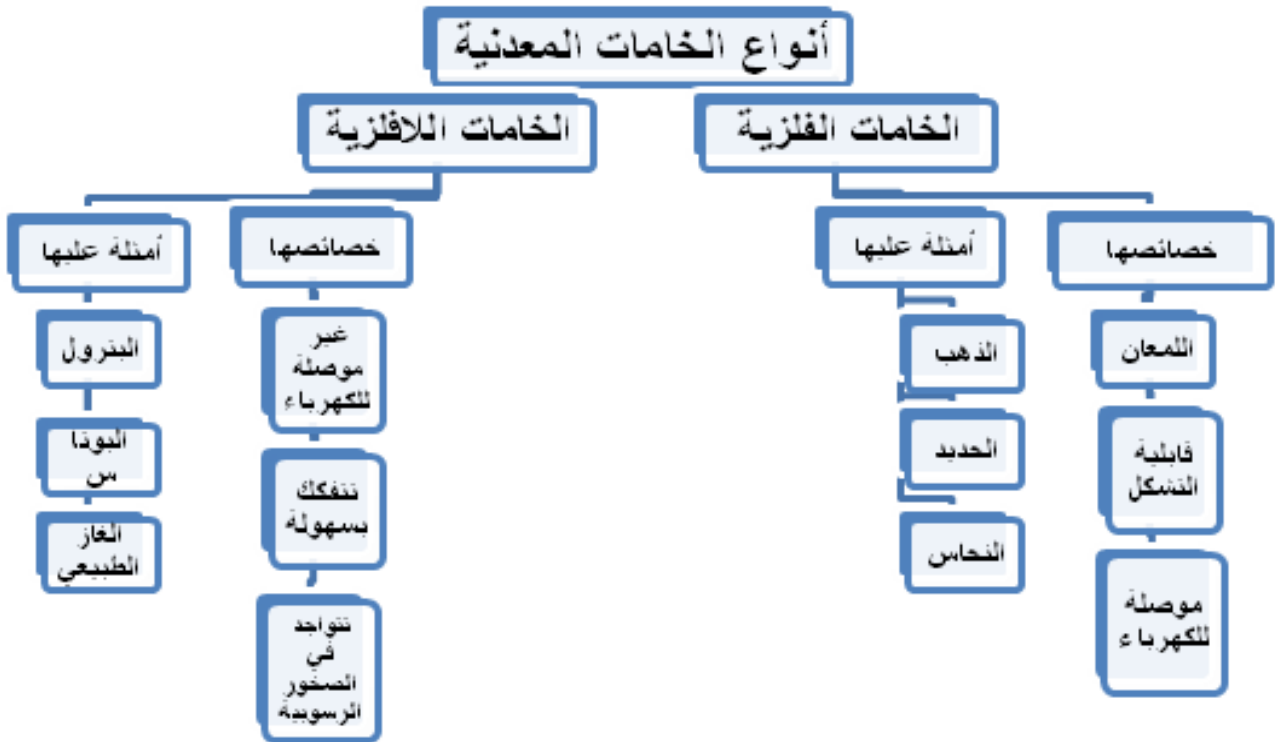 أنواع الخامات المعدنية
الخامات الفلزية
الخامات اللافلزية
خصائصها
اللمعان
قابلية
التشكل
موصلة
للكهرباء
أمثلة عليها
الذهب
الحديد
النحاس
خصائصها
غير
موصلة
للكهرباء
تتفكك
بسهولة
تتواجد
في
الصخور
الرسوبية
أمثلة عليها
البترول
البوتا
س
الغاز
الطبيعي